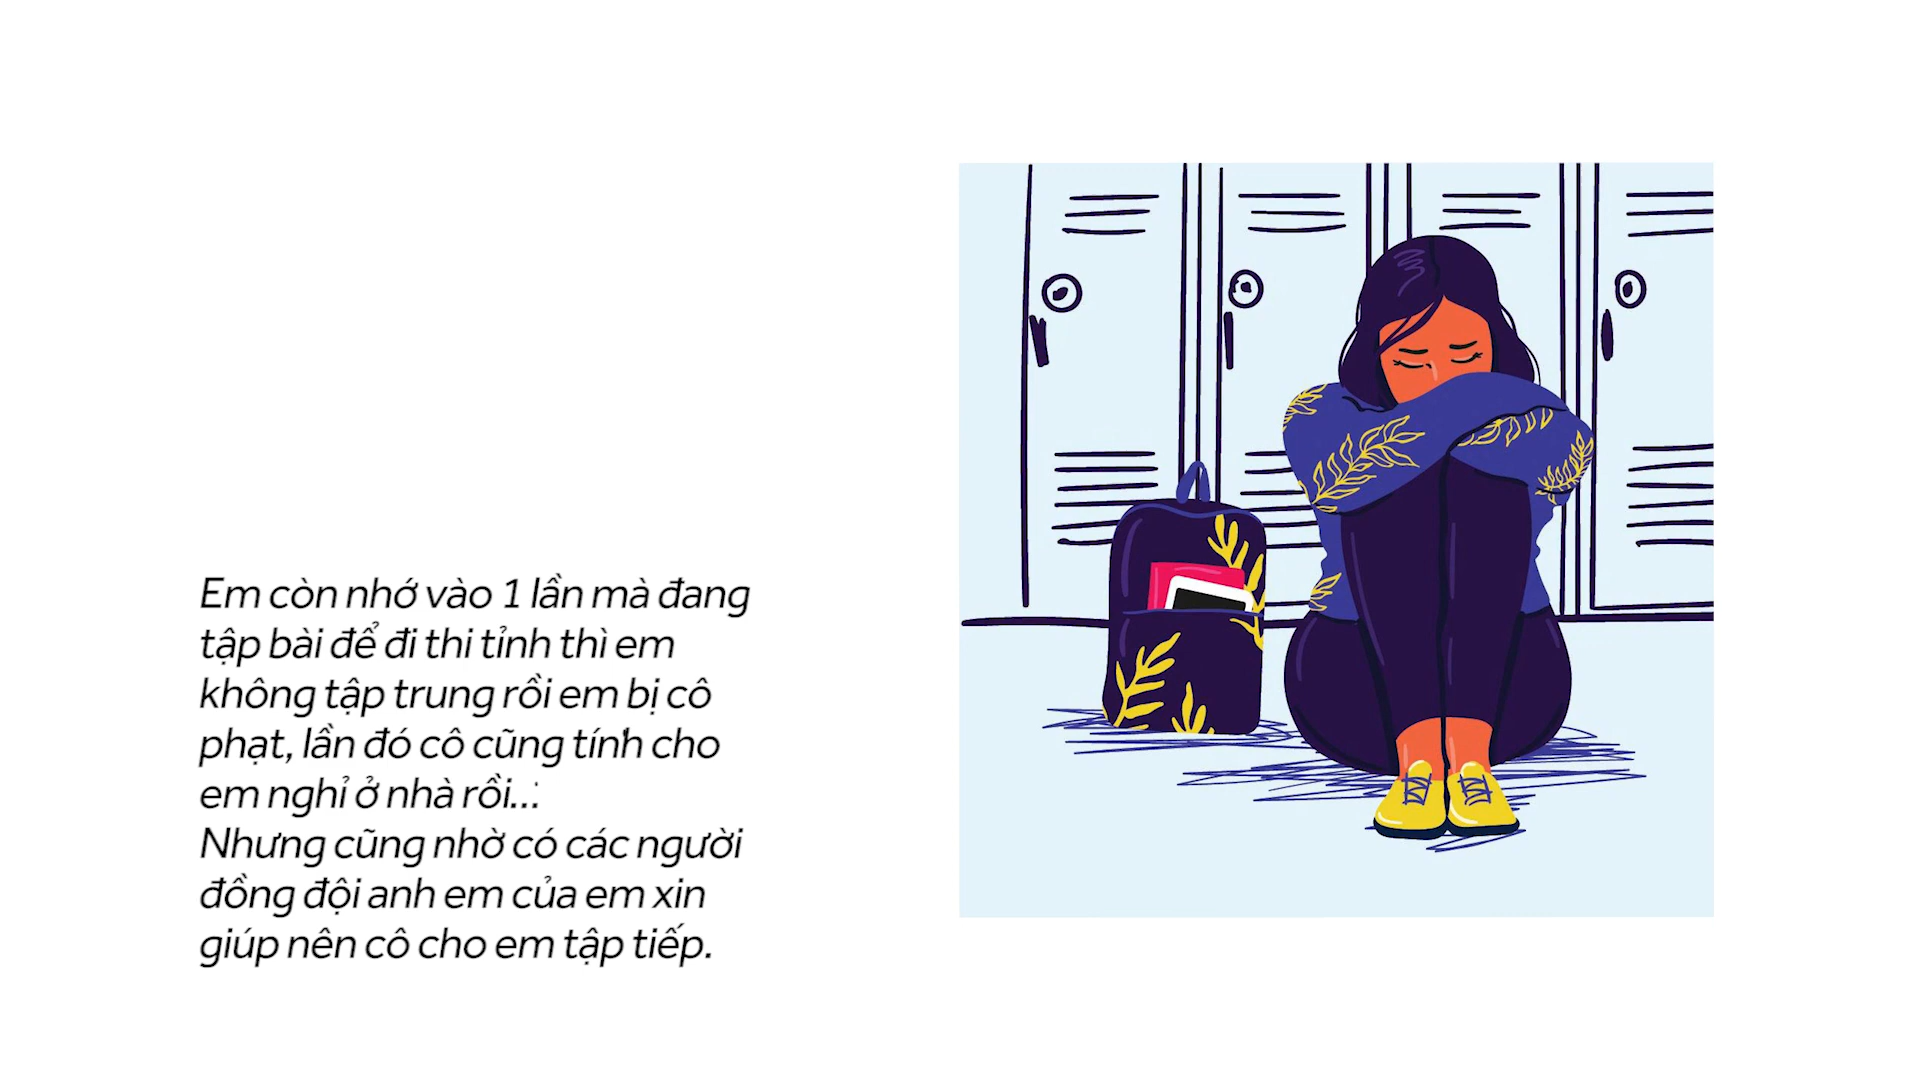 Em còn nhớ vào 1 lần mà đang
tập bài để đi thi tỉnh thì em
không tập trung rồi em bị cô
phạt, lần đó cô cũng tính cho
em nghỉ ở nhà rồi...
Nhưng cũng nhờ có các người
đồng đội anh em của em xin
giúp nên cô cho em tập tiếp.